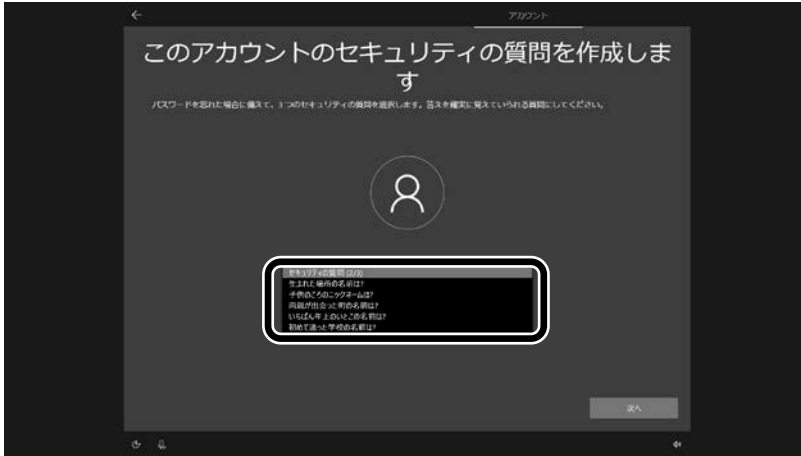 アカウント
このアカウントのセキュリティの質問を作成しま
す
パスワードを忘れた場合に備えて、3 つのセキュリティの質問を選択します。答えを確実に覚えていられる質問にしてください。
セキュリティの質問 (2/3)
生まれた場所の名前は?
子供のころのニックネームは?
両親が出会った町の名前は?
いちばん年上のいとこの名前は?
初めて通った学校の名前は?
次へ